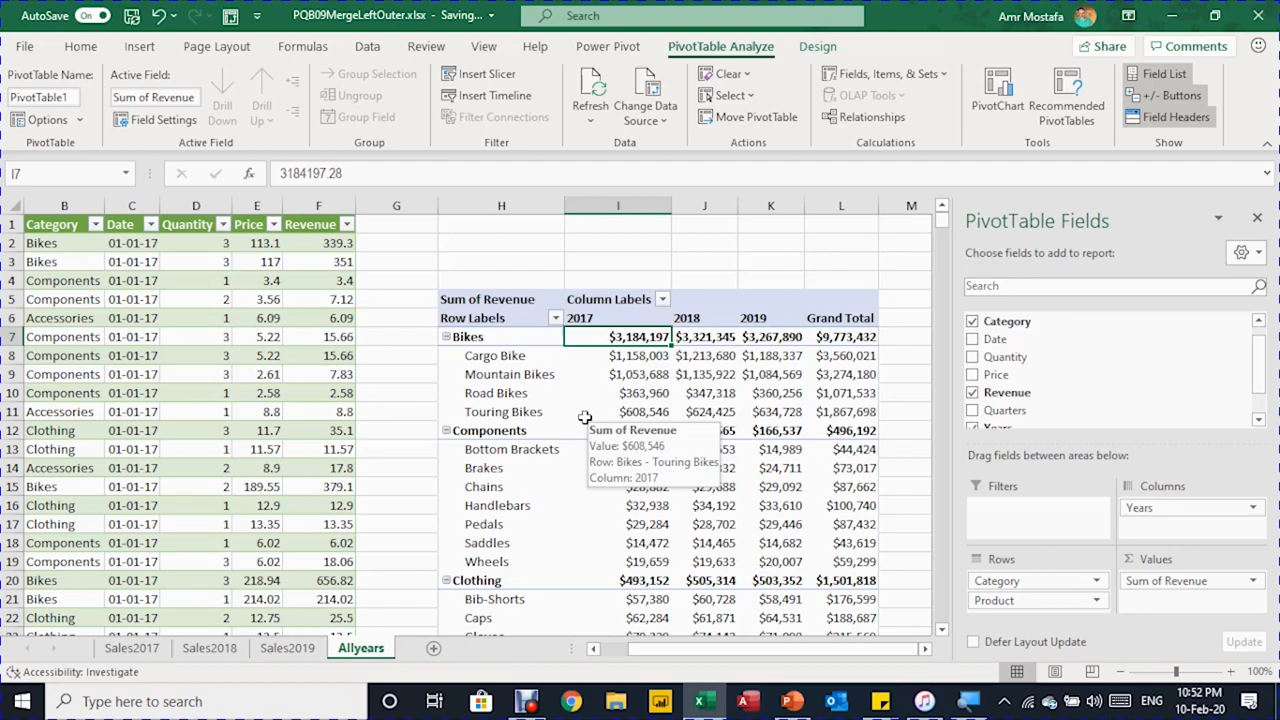 AutoSave On PQB09MergeLeftOuter.xlsx - Saving... Search Amr Mostafa
File Home Insert Page Layout Formulas Data Review View Help Power Pivot PivotTable Analyze Design Share Comments
PivotTable Name: Active Field: Group Selection Insert Slicer Clear Fields, Items, & Sets Field List
PivotTable1 Sum of Revenue Drill Down Drill Up Ungroup Insert Timeline Refresh Change Data Source Select OLAP Tools PivotChart Recommended PivotTables +/- Buttons
Options Field Settings Group Field Filter Connections Move PivotTable Relationships Field Headers
PivotTable Active Field Group Filter Data Actions Calculations Tools Show
I7 fx 3184197.28
B C D E F G H I J K L M
1 Category Date Quantity Price Revenue
2 Bikes 01-01-17 3 113.1 339.3
3 Bikes 01-01-17 3 117 351
4 Components 01-01-17 1 3.4 3.4
5 Components 01-01-17 2 3.56 7.12 Sum of Revenue Column Labels
6 Accessories 01-01-17 1 6.09 6.09 Row Labels 2017 2018 2019 Grand Total
7 Components 01-01-17 3 5.22 15.66 Bikes $3,184,197 $3,321,345 $3,267,890 $9,773,432
8 Components 01-01-17 3 5.22 15.66 Cargo Bike $1,158,003 $1,213,680 $1,188,337 $3,560,021
9 Components 01-01-17 3 2.61 7.83 Mountain Bikes $1,053,688 $1,135,922 $1,084,569 $3,274,180
10 Components 01-01-17 1 2.58 2.58 Road Bikes $363,960 $347,318 $360,256 $1,071,533
11 Accessories 01-01-17 1 8.8 8.8 Touring Bikes $608,546 $624,425 $634,728 $1,867,698
12 Clothing 01-01-17 3 11.7 35.1 Components 565 $166,537 $496,192
13 Clothing 01-01-17 1 11.57 11.57 Bottom Brackets 553 $14,989 $44,424
14 Accessories 01-01-17 2 8.9 17.8 Brakes $24,711 $73,017
15 Bikes 01-01-17 2 189.55 379.1 Chains $29,092 $87,662
16 Clothing 01-01-17 1 12.9 12.9 Handlebars $32,938 $34,192 $33,610 $100,740
17 Clothing 01-01-17 1 13.35 13.35 Pedals $29,284 $28,702 $29,446 $87,432
18 Components 01-01-17 1 6.02 6.02 Saddles $14,472 $14,465 $14,682 $43,619
19 Components 01-01-17 3 6.02 18.06 Wheels $19,659 $19,633 $20,007 $59,299
20 Bikes 01-01-17 3 218.94 656.82 Clothing $493,152 $505,314 $503,352 $1,501,818
21 Bikes 01-01-17 1 214.02 214.02 Bib-Shorts $57,380 $60,728 $58,491 $176,599
22 Clothing 01-01-17 2 12.75 25.5 Caps $62,284 $61,871 $64,531 $188,687
Sum of Revenue
Value: $608,546
Row: Bikes - Touring Bikes
Column: 2017
PivotTable Fields
Choose fields to add to report:
Search
Category
Date
Quantity
Price
Revenue
Quarters
Years
Drag fields between areas below:
Filters Columns
Years
Rows Values
Category Sum of Revenue
Product
Defer Layout Update Update
Sales2017 Sales2018 Sales2019 Allyears
Accessibility: Investigate 100%
Type here to search ENG 10:52 PM
10-Feb-20